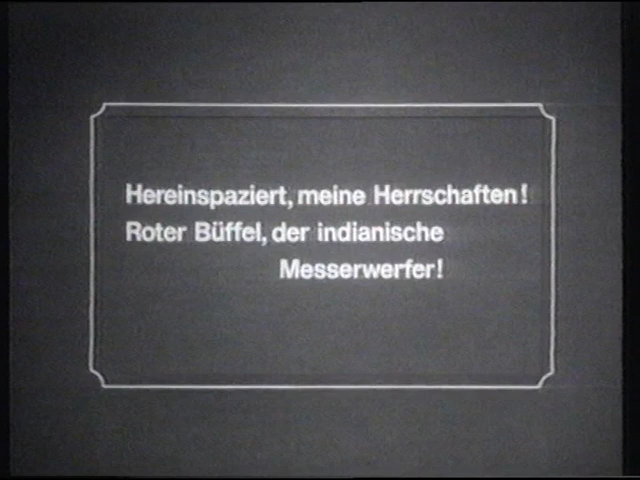 Hereinspaziert, meine Herrschaften!
Roter Büffel, der indianische
Messerwerfer!